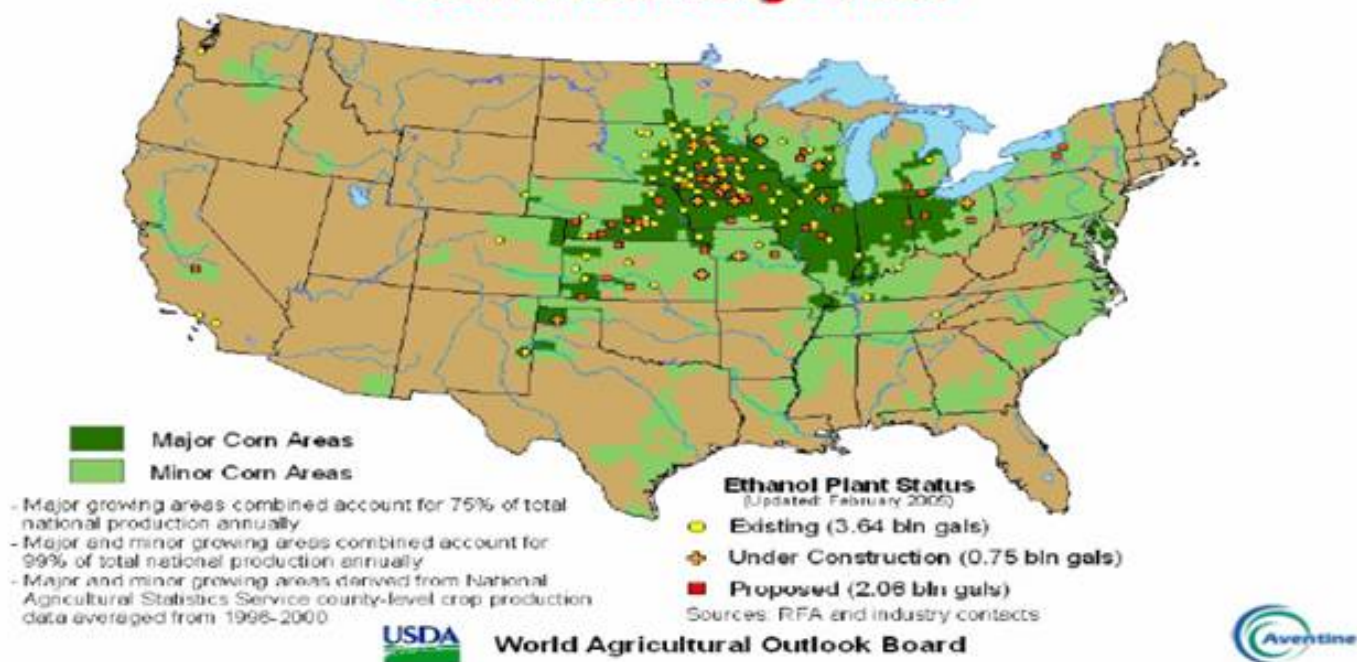 Major Corn Areas
Minor Corn Areas
- Major growing areas combined account for 75% of total
national production annually
- Major and minor growing areas combined account for
99% of total national production annually
- Major and minor growing areas derived from National
Agricultural Statistics Service county-level crop production
data averaged from 1996-2000
Ethanol Plant Status
(Updated: February 2005)
Existing (3.64 bln gals)
Under Construction (0.75 bln gals)
Proposed (2.06 bln gals)
Sources: RFA and industry contacts
USDA
World Agricultural Outlook Board
Aventine